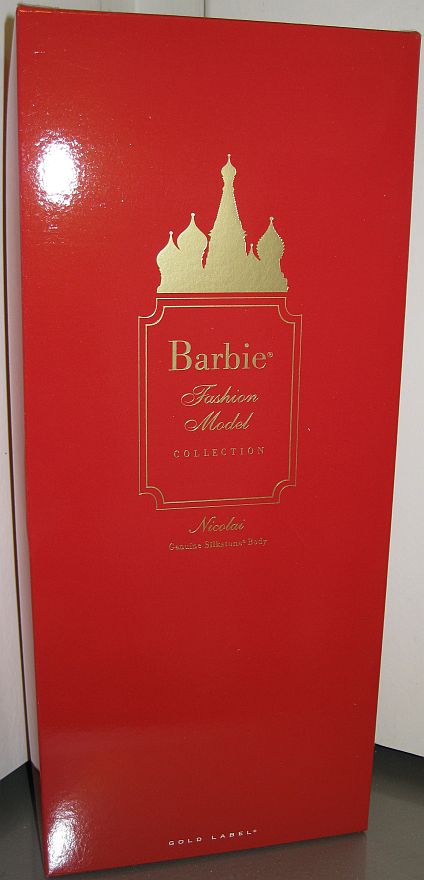 Barbie®
Fashion
Model
COLLECTION
Nicolai
Genuine Silkstone® Body
GOLD LABEL®